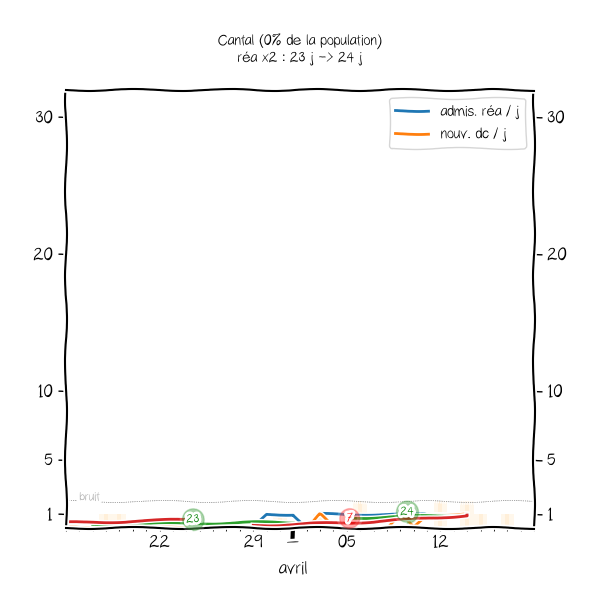 Cantal (0% de la population)
réa x2 : 23 j -> 24 j
admis. réa / j
nouv. dc / j
30
30
20
20
10
10
5
5
bruit
1
1
23
7
24
22
29
05
12
avril